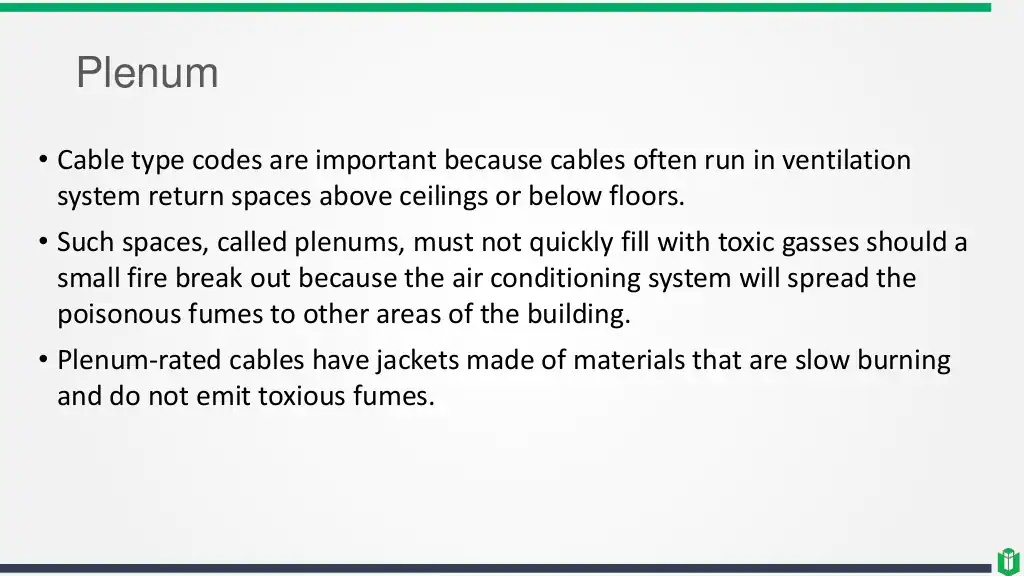 Plenum
• Cable type codes are important because cables often run in ventilation
system return spaces above ceilings or below floors.
• Such spaces, called plenums, must not quickly fill with toxic gasses should a
small fire break out because the air conditioning system will spread the
poisonous fumes to other areas of the building.
• Plenum-rated cables have jackets made of materials that are slow burning
and do not emit toxious fumes.